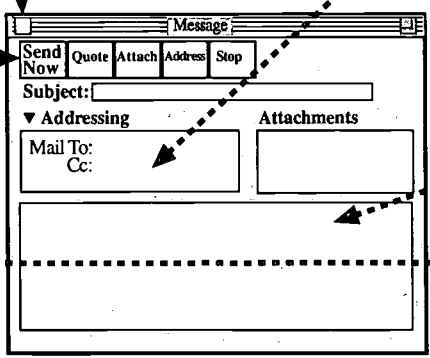 Message
Send Now Quote Attach Address Stop
Subject:
▼ Addressing Attachments
Mail To:
Cc: